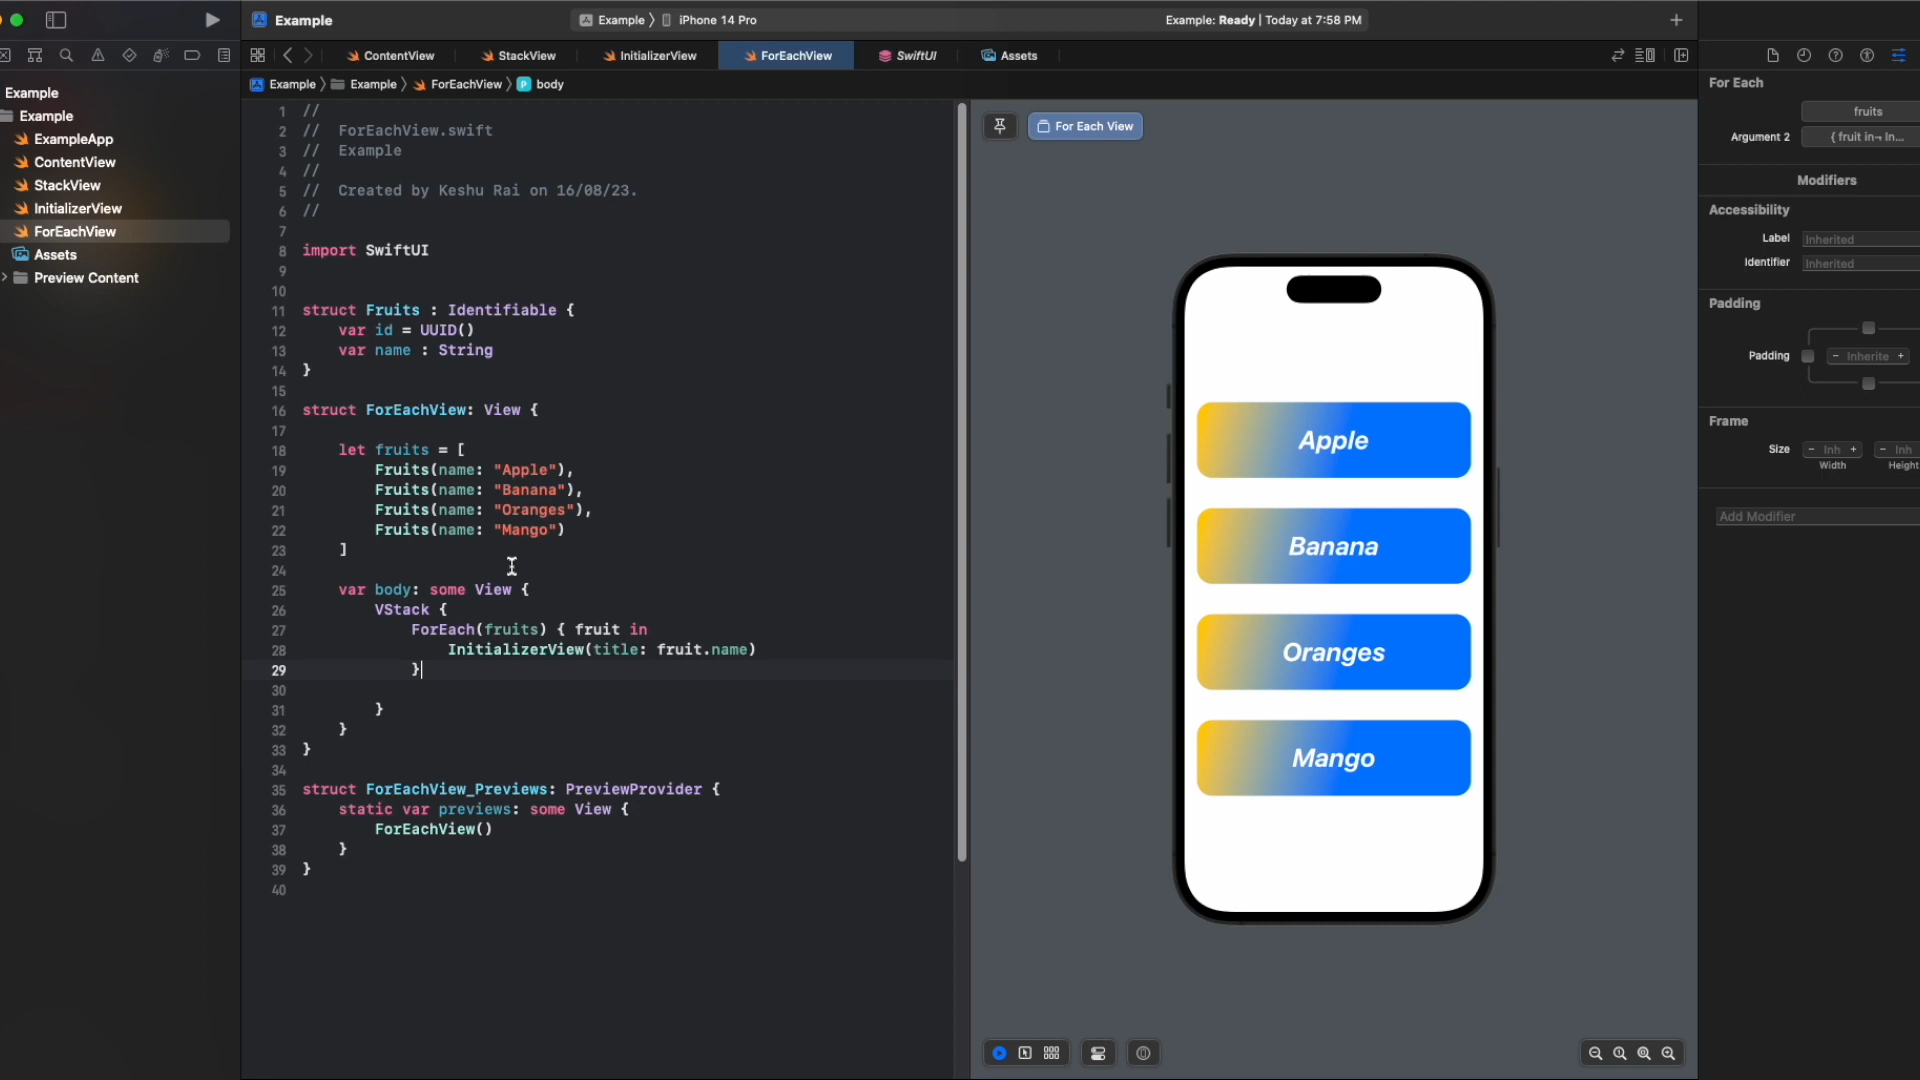 Example
Example 〉 iPhone 14 Pro
Example: Ready | Today at 7:58 PM
ContentView
StackView
InitializerView
ForEachView
SwiftUI
Assets
Example 〉 Example 〉 ForEachView 〉 P body
Example
Example
ExampleApp
ContentView
StackView
InitializerView
ForEachView
Assets
Preview Content
1 //
2 //  ForEachView.swift
3 //  Example
4 //
5 //  Created by Keshu Rai on 16/08/23.
6 //
7
8 import SwiftUI
9
10
11 struct Fruits : Identifiable {
12     var id = UUID()
13     var name : String
14 }
15
16 struct ForEachView: View {
17
18     let fruits = [
19         Fruits(name: "Apple"),
20         Fruits(name: "Banana"),
21         Fruits(name: "Oranges"),
22         Fruits(name: "Mango")
23     ]
24
25     var body: some View {
26         VStack {
27             ForEach(fruits) { fruit in
28                 InitializerView(title: fruit.name)
29             }
30
31         }
32     }
33 }
34
35 struct ForEachView_Previews: PreviewProvider {
36     static var previews: some View {
37         ForEachView()
38     }
39 }
40
For Each View
Apple
Banana
Oranges
Mango
For Each
fruits
Argument 2 { fruit in¬ In...
Modifiers
Accessibility
Label Inherited
Identifier Inherited
Padding
Padding - Inherite +
Frame
Size - Inh + - Inh
Width Height
Add Modifier